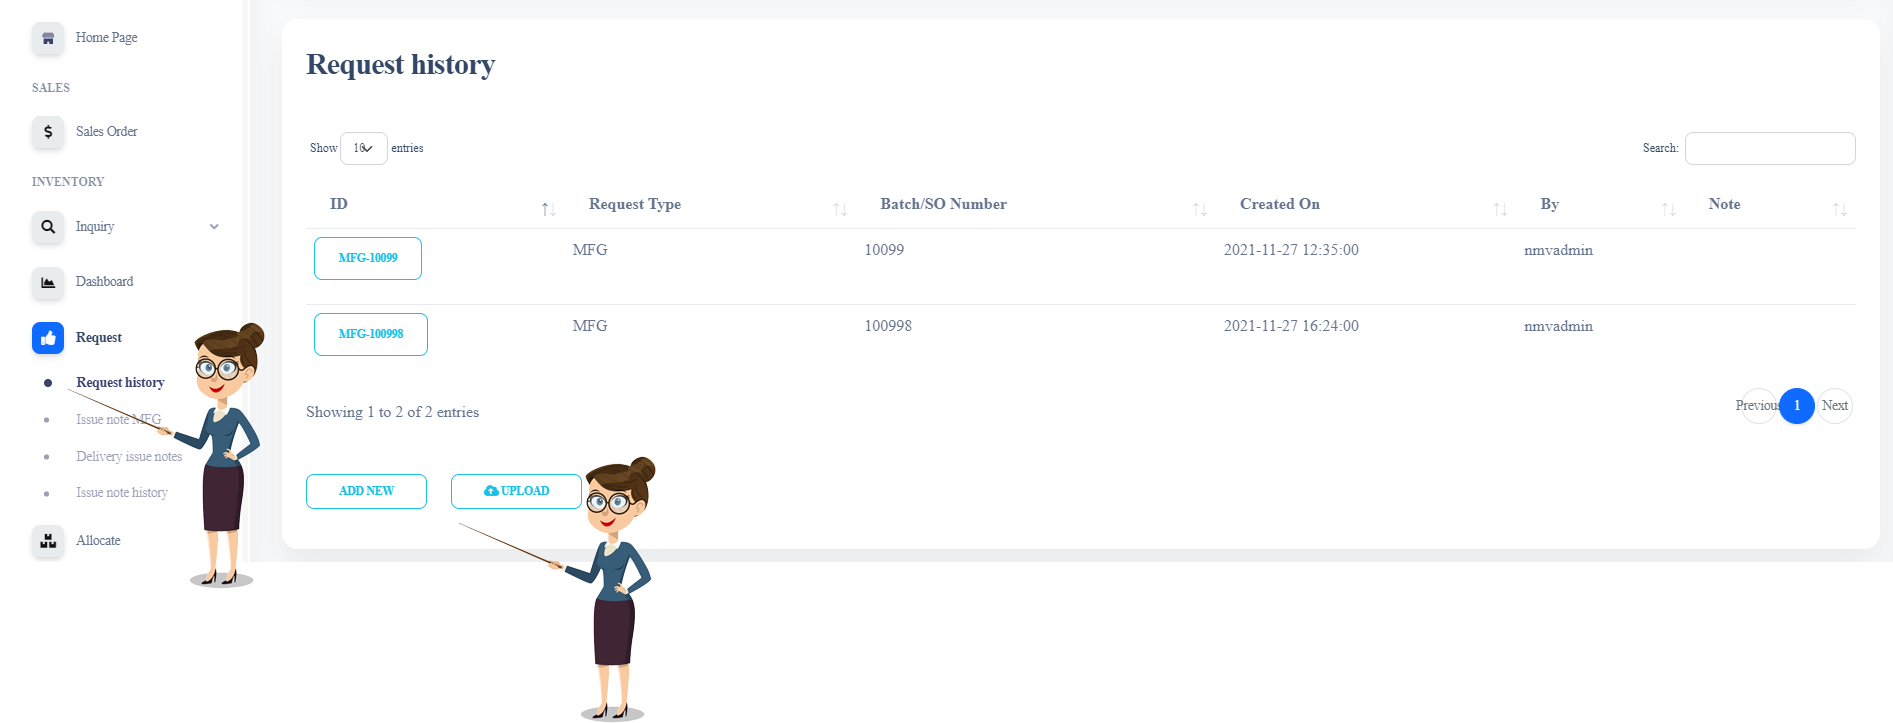 Home Page
SALES
Sales Order
INVENTORY
Inquiry
Dashboard
Request
Request history
Issue note MFG
Delivery issue notes
Issue note history
Allocate
Request history
Show 10 entries
Search:
ID Request Type Batch/SO Number Created On By Note
MFG-10099 MFG 10099 2021-11-27 12:35:00 nmvadmin
MFG-100998 MFG 100998 2021-11-27 16:24:00 nmvadmin
Showing 1 to 2 of 2 entries
Previous 1 Next
ADD NEW UPLOAD